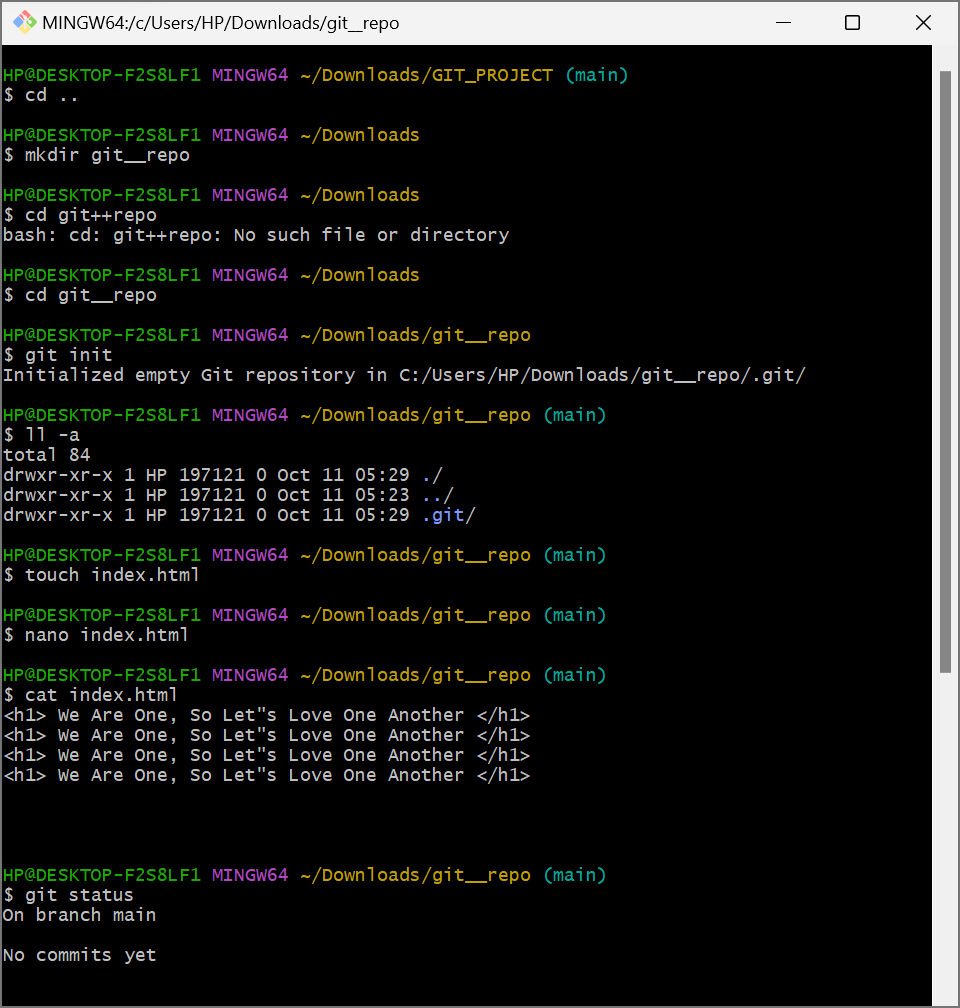 MINGW64:/c/Users/HP/Downloads/git__repo
HP@DESKTOP-F2S8LF1 MINGW64 ~/Downloads/GIT_PROJECT (main)
$ cd ..
HP@DESKTOP-F2S8LF1 MINGW64 ~/Downloads
$ mkdir git__repo
HP@DESKTOP-F2S8LF1 MINGW64 ~/Downloads
$ cd git++repo
bash: cd: git++repo: No such file or directory
HP@DESKTOP-F2S8LF1 MINGW64 ~/Downloads
$ cd git__repo
HP@DESKTOP-F2S8LF1 MINGW64 ~/Downloads/git__repo
$ git init
Initialized empty Git repository in C:/Users/HP/Downloads/git__repo/.git/
HP@DESKTOP-F2S8LF1 MINGW64 ~/Downloads/git__repo (main)
$ ll -a
total 84
drwxr-xr-x 1 HP 197121 0 Oct 11 05:29 ./
drwxr-xr-x 1 HP 197121 0 Oct 11 05:23 ../
drwxr-xr-x 1 HP 197121 0 Oct 11 05:29 .git/
HP@DESKTOP-F2S8LF1 MINGW64 ~/Downloads/git__repo (main)
$ touch index.html
HP@DESKTOP-F2S8LF1 MINGW64 ~/Downloads/git__repo (main)
$ nano index.html
HP@DESKTOP-F2S8LF1 MINGW64 ~/Downloads/git__repo (main)
$ cat index.html
<h1> We Are One, So Let"s Love One Another </h1>
<h1> We Are One, So Let"s Love One Another </h1>
<h1> We Are One, So Let"s Love One Another </h1>
<h1> We Are One, So Let"s Love One Another </h1>
HP@DESKTOP-F2S8LF1 MINGW64 ~/Downloads/git__repo (main)
$ git status
On branch main
No commits yet